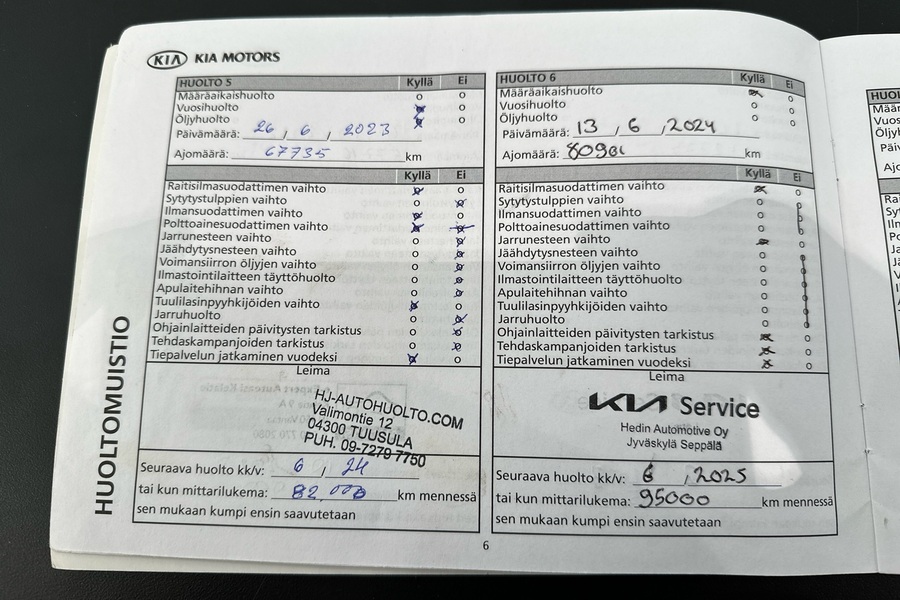 KIA KIA MOTORS
HUOLTO 5 Kyllä Ei
Määräaikaishuolto
Vuosihuolto
Öljyhuolto
Päivämäärä: 26, 6, 2023
Ajomäärä: 67735 km
Kyllä Ei
Raitisilmasuodattimen vaihto
Sytytystulppien vaihto
Ilmansuodattimen vaihto
Polttoainesuodattimen vaihto
Jarrunesteen vaihto
Jäähdytysnesteen vaihto
Voimansiirron öljyjen vaihto
Ilmastointilaitteen täyttöhuolto
Apulaitehihnan vaihto
Tuulilasinpyyhkijöiden vaihto
Jarruhuolto
Ohjainlaitteiden päivitysten tarkistus
Tehdaskampanjoiden tarkistus
Tiepalvelun jatkaminen vuodeksi
Leima
HJ-AUTOHUOLTO.COM
Valimontie 12
04300 TUUSULA
PUH. 09-7279 7750
Seuraava huolto kk/v: 6, 24
tai kun mittarilukema: 82 000 km mennessä
sen mukaan kumpi ensin saavutetaan
HUOLTO 6 Kyllä Ei
Määräaikaishuolto
Vuosihuolto
Öljyhuolto
Päivämäärä: 13, 6, 2024
Ajomäärä: km
Kyllä Ei
Raitisilmasuodattimen vaihto
Sytytystulppien vaihto
Ilmansuodattimen vaihto
Polttoainesuodattimen vaihto
Jarrunesteen vaihto
Jäähdytysnesteen vaihto
Voimansiirron öljyjen vaihto
Ilmastointilaitteen täyttöhuolto
Apulaitehihnan vaihto
Tuulilasinpyyhkijöiden vaihto
Jarruhuolto
Ohjainlaitteiden päivitysten tarkistus
Tehdaskampanjoiden tarkistus
Tiepalvelun jatkaminen vuodeksi
Leima
KIA Service
Hedin Automotive Oy
Jyväskylä Seppälä
Seuraava huolto kk/v: 6, 2025
tai kun mittarilukema: 95000 km mennessä
sen mukaan kumpi ensin saavutetaan
HUOLTOMUISTIO
6